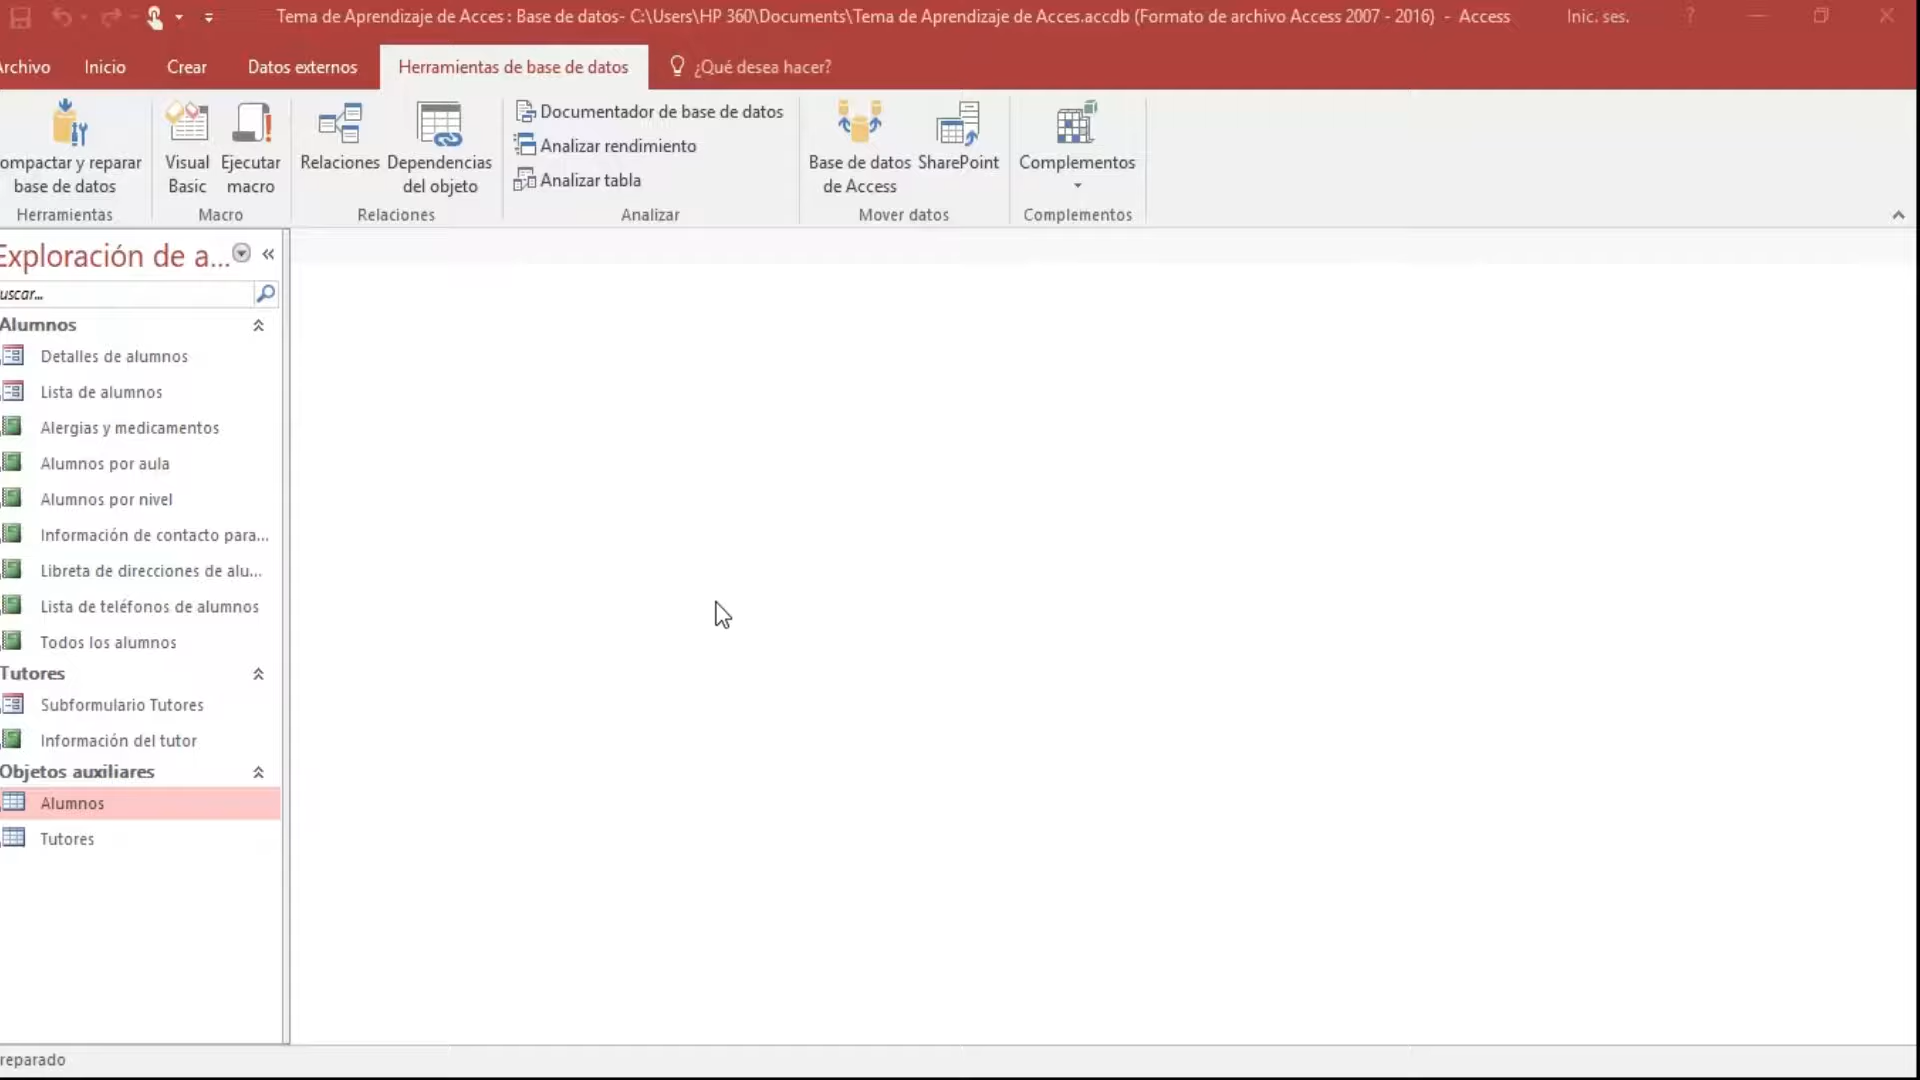 Tema de Aprendizaje de Acces : Base de datos- C:\Users\HP 360\Documents\Tema de Aprendizaje de Acces.accdb (Formato de archivo Access 2007 - 2016) - Access
Inic. ses.
?
rchivo
Inicio
Crear
Datos externos
Herramientas de base de datos
¿Qué desea hacer?
ompactar y reparar
base de datos
Herramientas
Visual
Basic
Ejecutar
macro
Macro
Relaciones
Dependencias
del objeto
Relaciones
Documentador de base de datos
Analizar rendimiento
Analizar tabla
Analizar
Base de datos
de Access
SharePoint
Mover datos
Complementos
Complementos
Exploración de a...
uscar...
Alumnos
Detalles de alumnos
Lista de alumnos
Alergias y medicamentos
Alumnos por aula
Alumnos por nivel
Información de contacto para...
Libreta de direcciones de alu...
Lista de teléfonos de alumnos
Todos los alumnos
Tutores
Subformulario Tutores
Información del tutor
Objetos auxiliares
Alumnos
Tutores
reparado